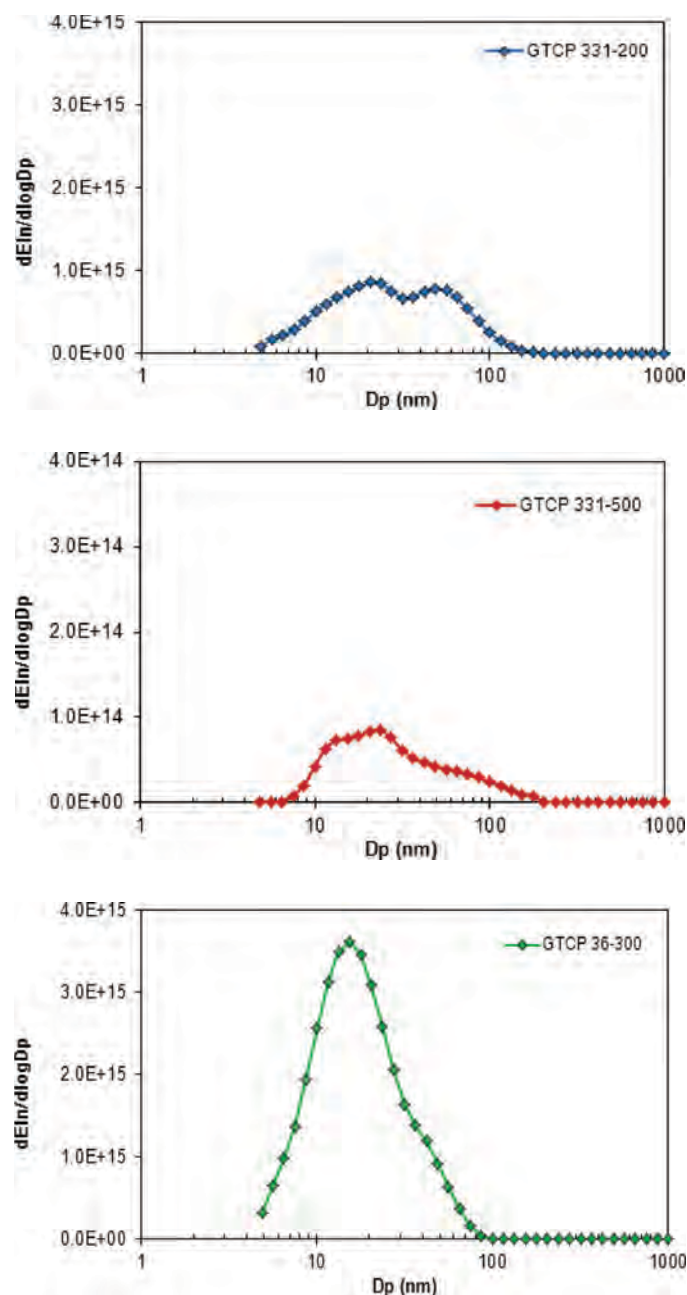 4.0E+15
GTCP 331-200
3.0E+15
dEIn/dlogDp
2.0E+15
1.0E+15
0.0E+00
1 10 100 1000
Dp (nm)
4.0E+14
GTCP 331-500
3.0E+14
dEIn/dlogDp
2.0E+14
1.0E+14
0.0E+00
1 10 100 1000
Dp (nm)
4.0E+15
GTCP 36-300
3.0E+15
dEIn/dlogDp
2.0E+15
1.0E+15
0.0E+00
1 10 100 1000
Dp (nm)